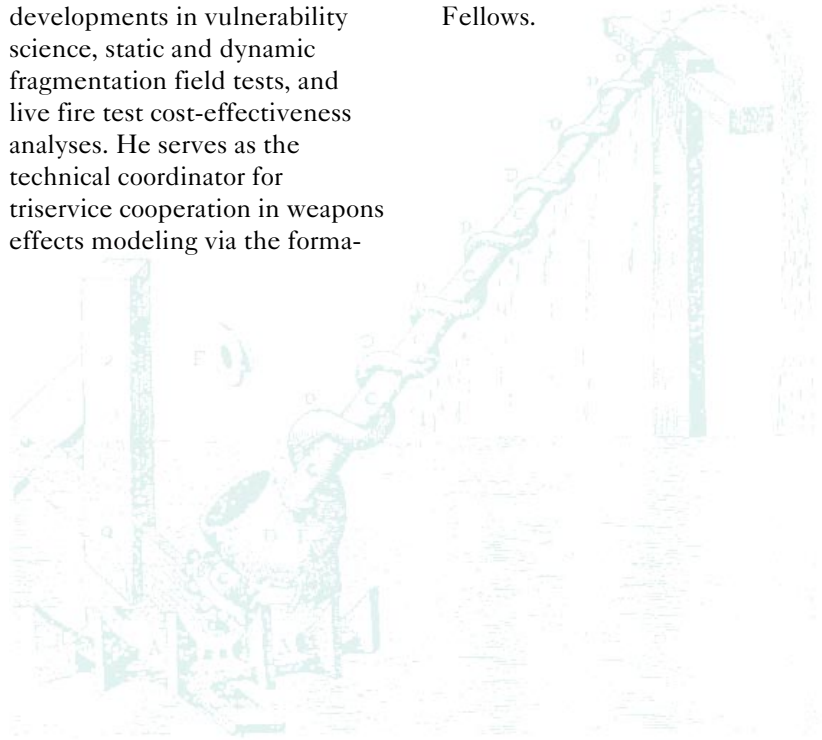 developments in vulnerability
science, static and dynamic
fragmentation field tests, and
live fire test cost-effectiveness
analyses. He serves as the
technical coordinator for
triservice cooperation in weapons
effects modeling via the forma-
Fellows.